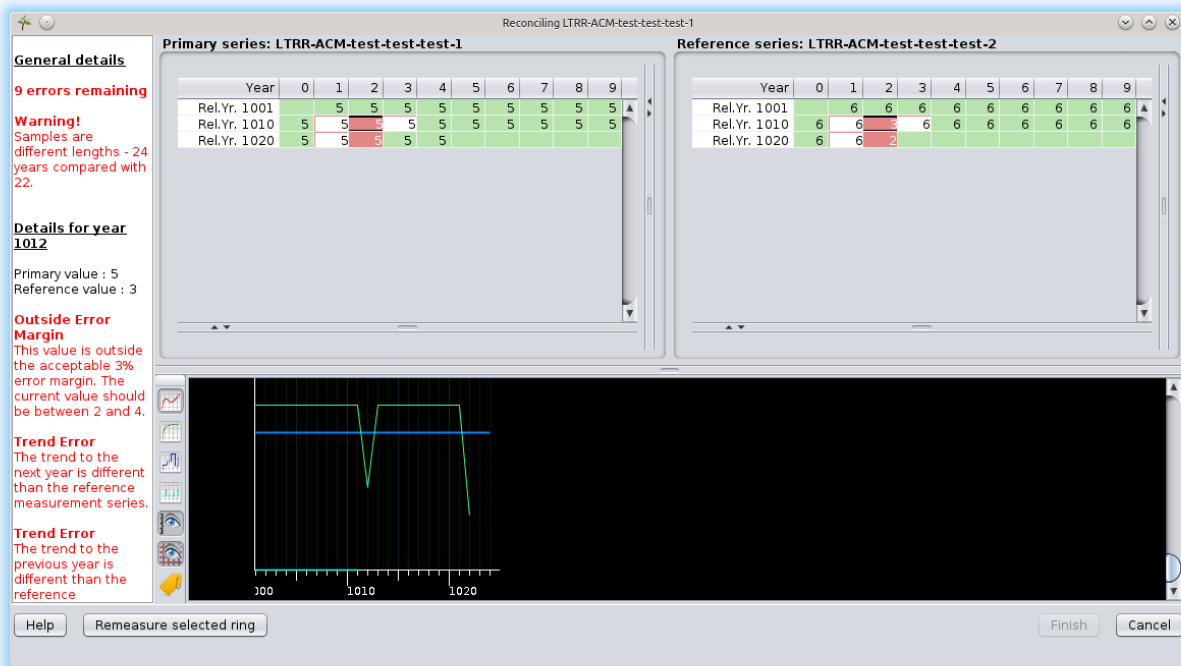 Reconciling LTRR-ACM-test-test-test-1
General details
9 errors remaining
Warning!
Samples are
different lengths - 24
years compared with
22.
Details for year
1012
Primary value : 5
Reference value : 3
Outside Error
Margin
This value is outside
the acceptable 3%
error margin. The
current value should
be between 2 and 4.
Trend Error
The trend to the
next year is different
than the reference
measurement series.
Trend Error
The trend to the
previous year is
different than the
reference
Primary series: LTRR-ACM-test-test-test-1
Year 0 1 2 3 4 5 6 7 8 9
Rel.Yr. 1001 5 5 5 5 5 5 5 5 5
Rel.Yr. 1010 5 5 5 5 5 5 5 5 5 5
Rel.Yr. 1020 5 5 5 5 5
Reference series: LTRR-ACM-test-test-test-2
Year 0 1 2 3 4 5 6 7 8 9
Rel.Yr. 1001 6 6 6 6 6 6 6 6 6
Rel.Yr. 1010 6 6 3 6 6 6 6 6 6 6
Rel.Yr. 1020 6 6 2
1010 1020
Help Remeasure selected ring Finish Cancel